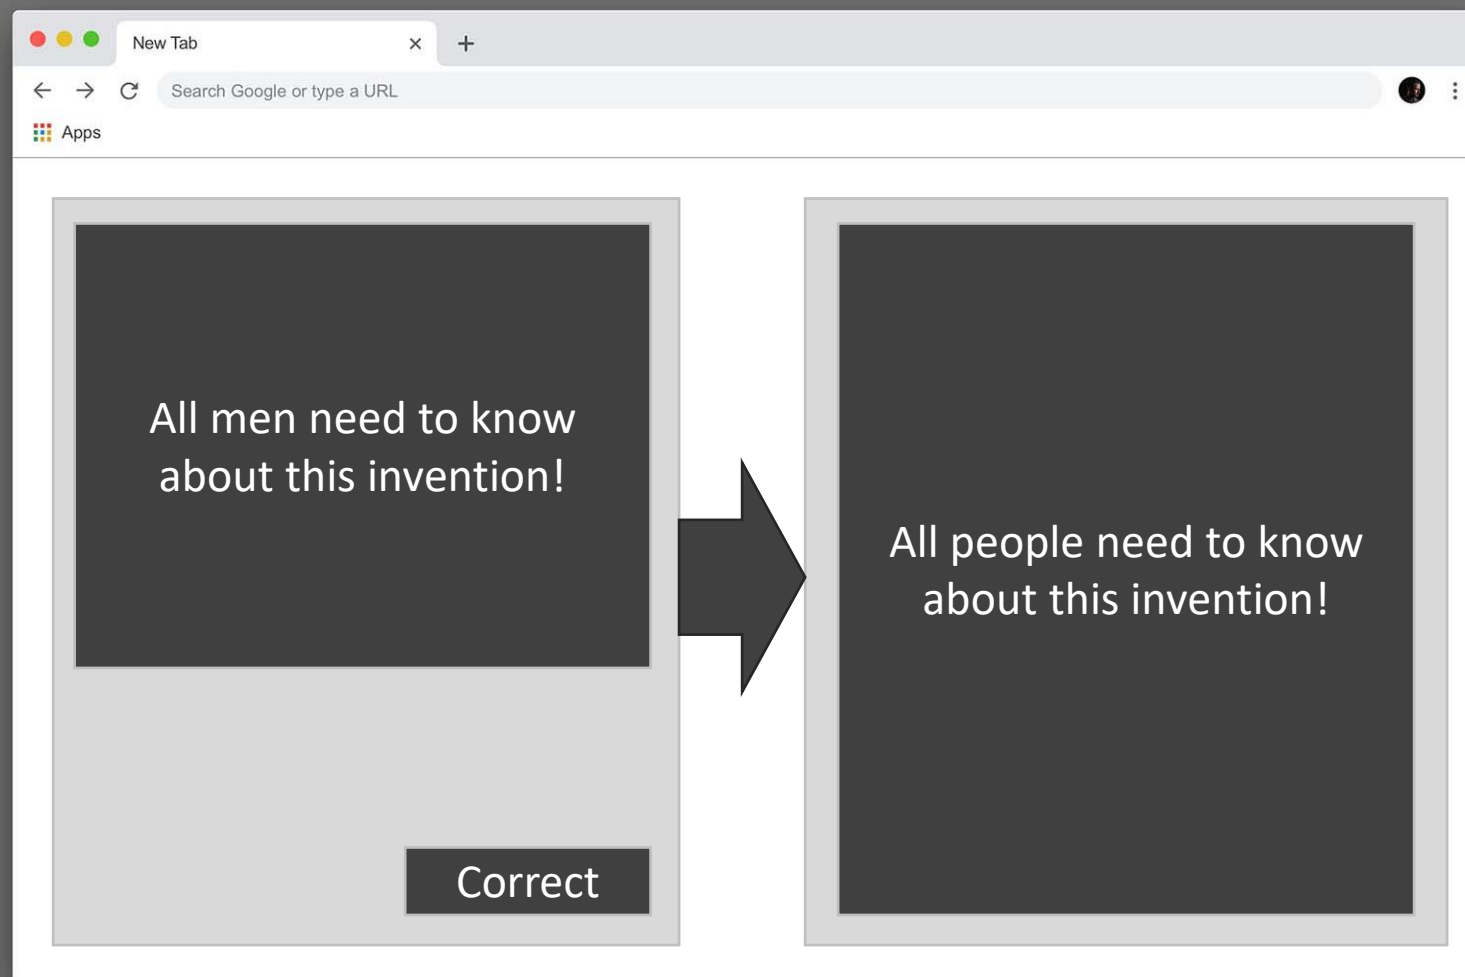 New Tab
Search Google or type a URL
Apps
All men need to know
about this invention!
Correct
All people need to know
about this invention!